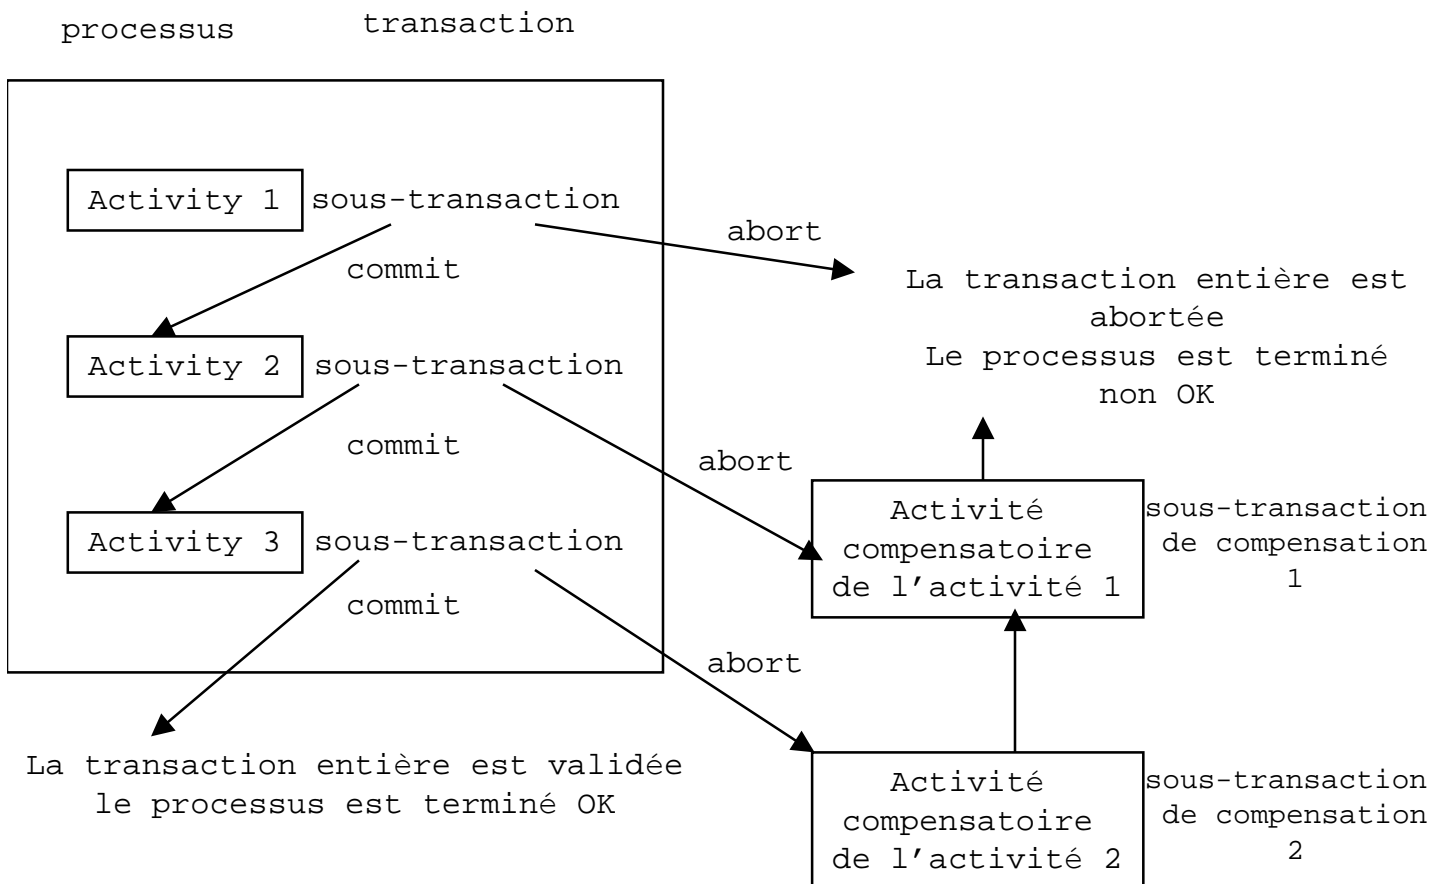 processus
transaction
Activity 1
sous-transaction
abort
commit
La transaction entière est
abortée
Le processus est terminé
non OK
Activity 2
sous-transaction
commit
abort
Activité
compensatoire
de l’activité 1
sous-transaction
de compensation
1
Activity 3
sous-transaction
commit
abort
La transaction entière est validée
le processus est terminé OK
Activité
compensatoire
de l’activité 2
sous-transaction
de compensation
2